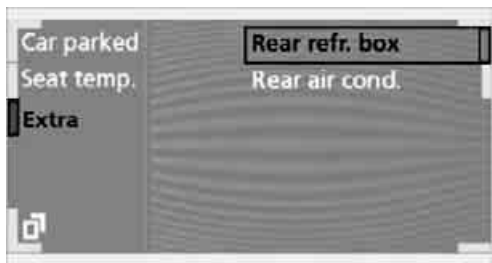 Car parked
Seat temp.
Extra
Rear refr. box
Rear air cond.